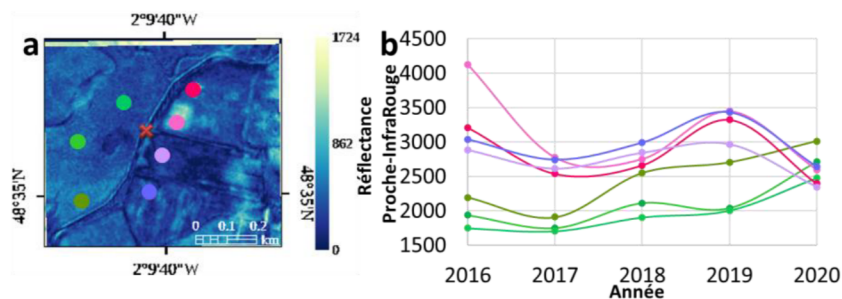 a
2°9'40"W
1724
862
0
Réflectance
48°35'N
48°35'N
0 0.1 0.2
km
2°9'40"W
b
4500
4000
3500
3000
2500
2000
1500
Proche-InfraRouge
2016 2017 2018 2019 2020
Année